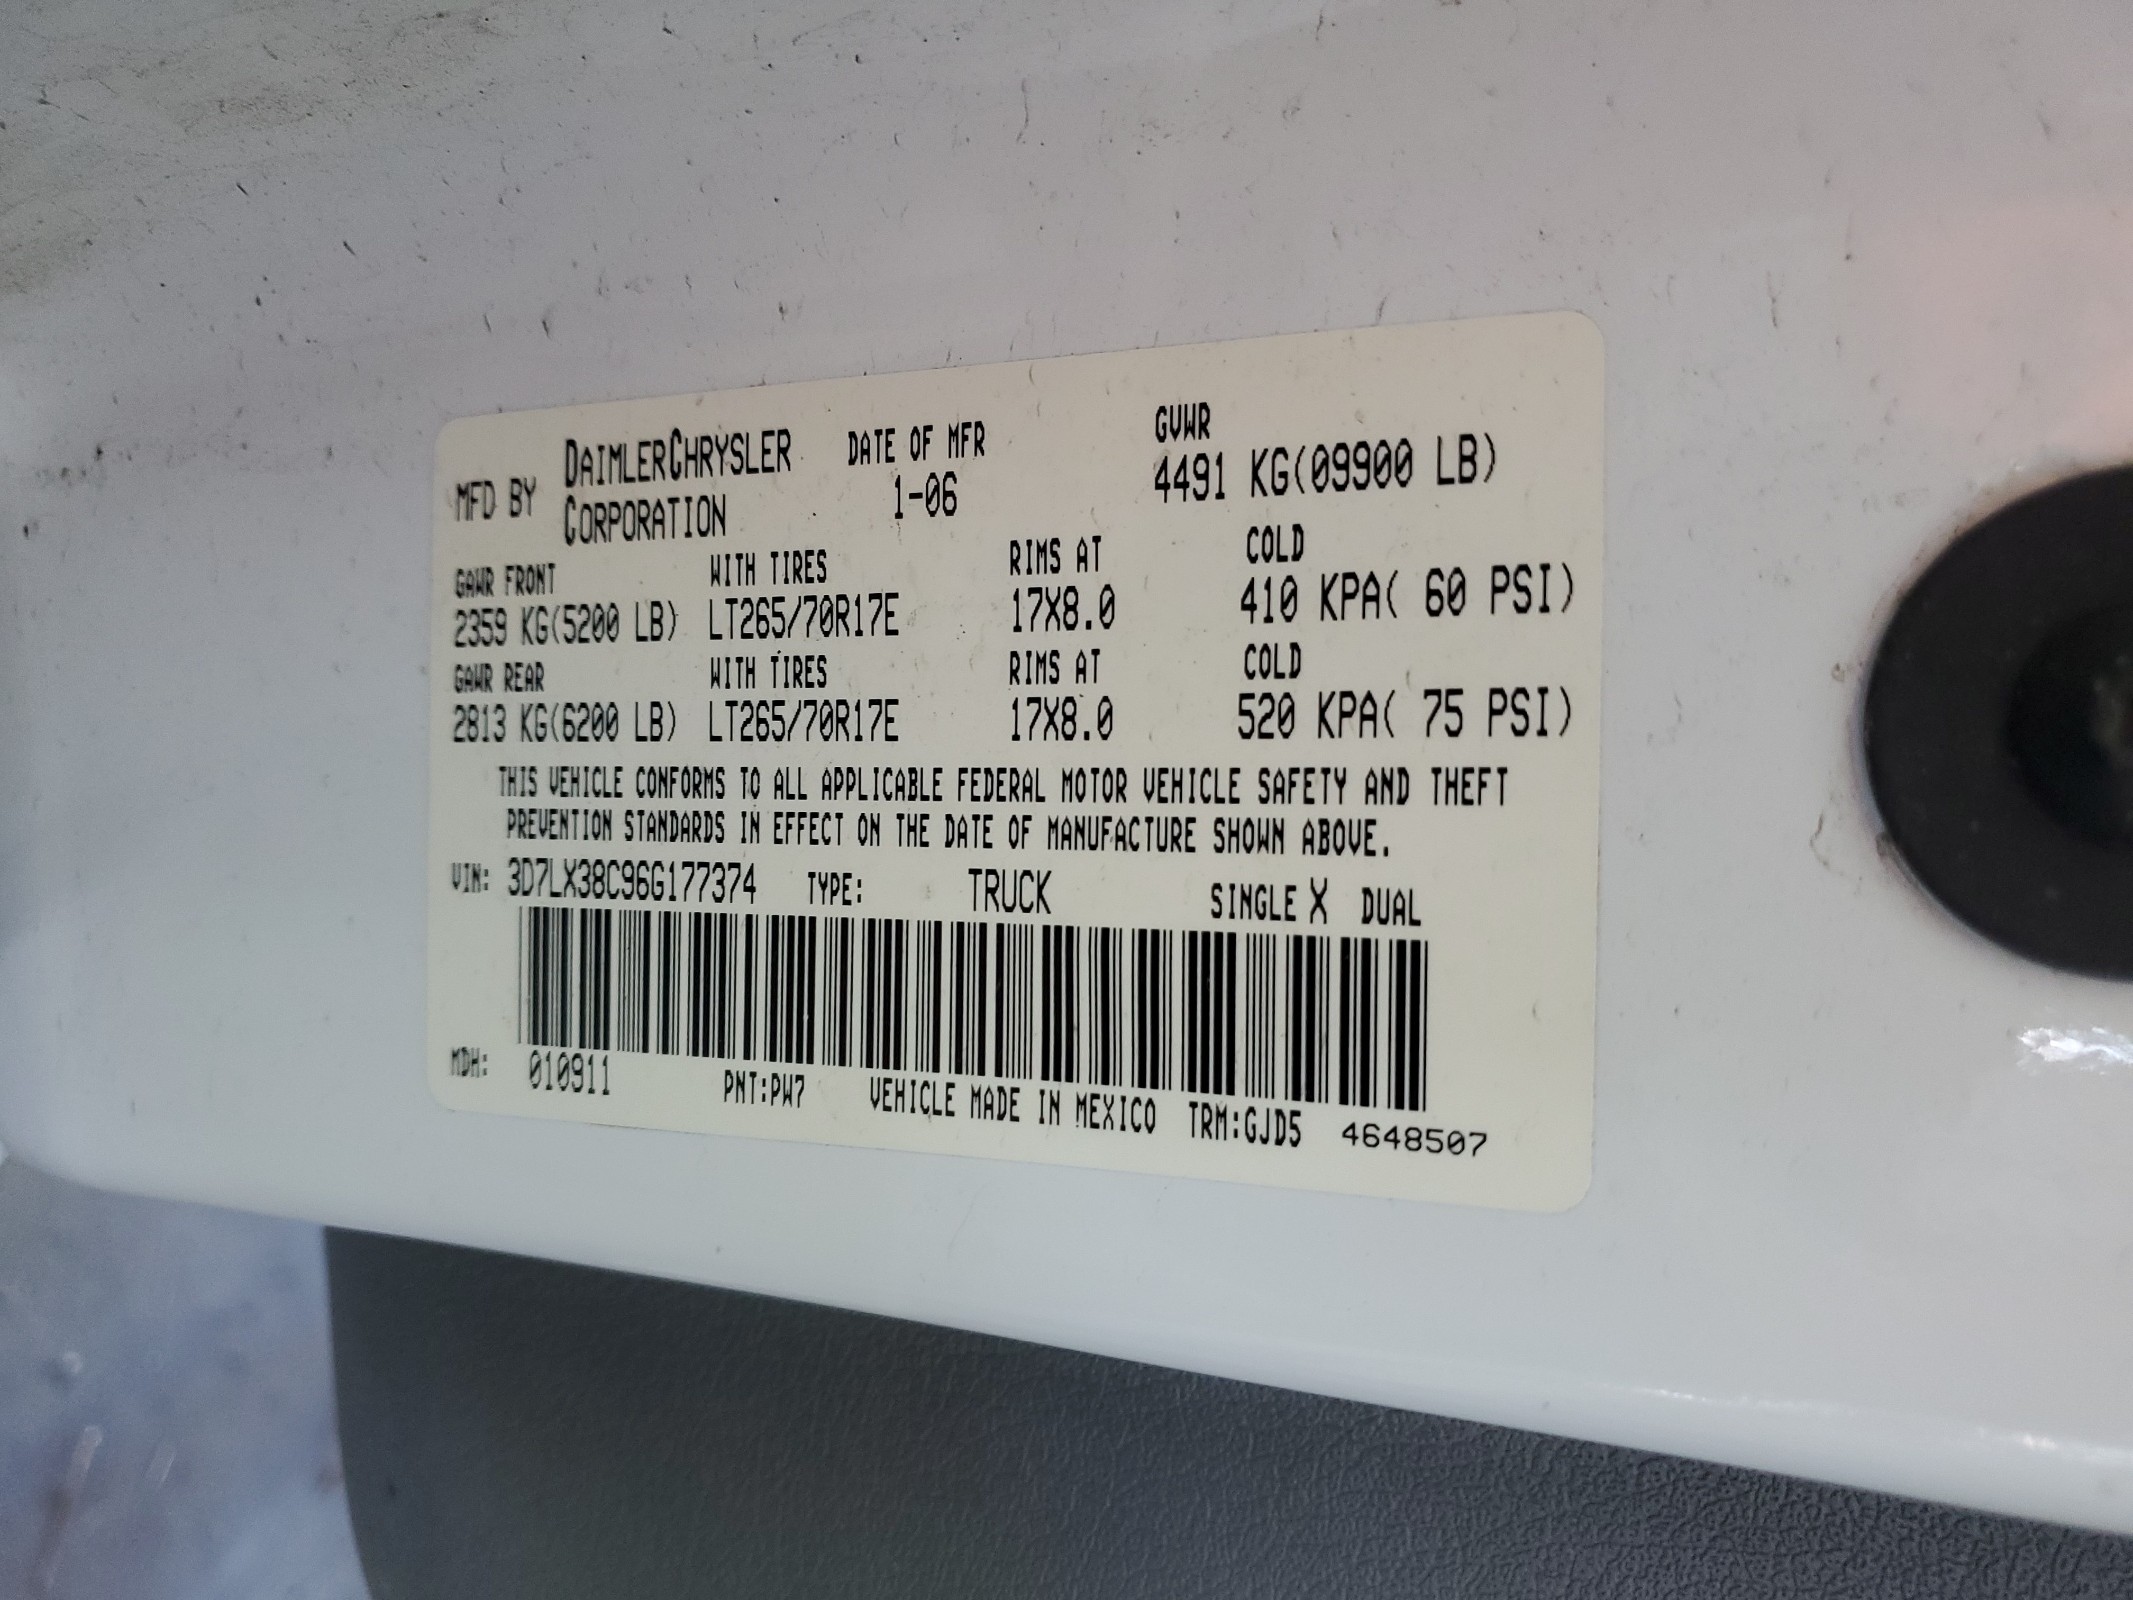 MFD BY DAIMLERCHRYSLER CORPORATION DATE OF MFR 1-06 GVWR 4491 KG(09900 LB)
GAWR FRONT WITH TIRES RIMS AT COLD
2359 KG(5200 LB) LT265/70R17E 17X8.0 410 KPA( 60 PSI)
GAWR REAR WITH TIRES RIMS AT COLD
2813 KG(6200 LB) LT265/70R17E 17X8.0 520 KPA( 75 PSI)
THIS VEHICLE CONFORMS TO ALL APPLICABLE FEDERAL MOTOR VEHICLE SAFETY AND THEFT
PREVENTION STANDARDS IN EFFECT ON THE DATE OF MANUFACTURE SHOWN ABOVE.
VIN: 3D7LX38C96G177374 TYPE: TRUCK SINGLE X DUAL
MDH: 010911 PNT:PW7 VEHICLE MADE IN MEXICO TRM:GJD5 4648507